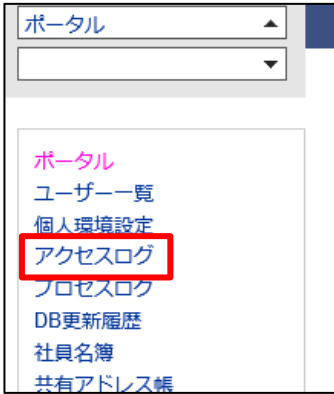 ポータル
ポータル
ユーザー一覧
個人環境設定
アクセスログ
プロセスログ
DB更新履歴
社員名簿
共有アドレス帳